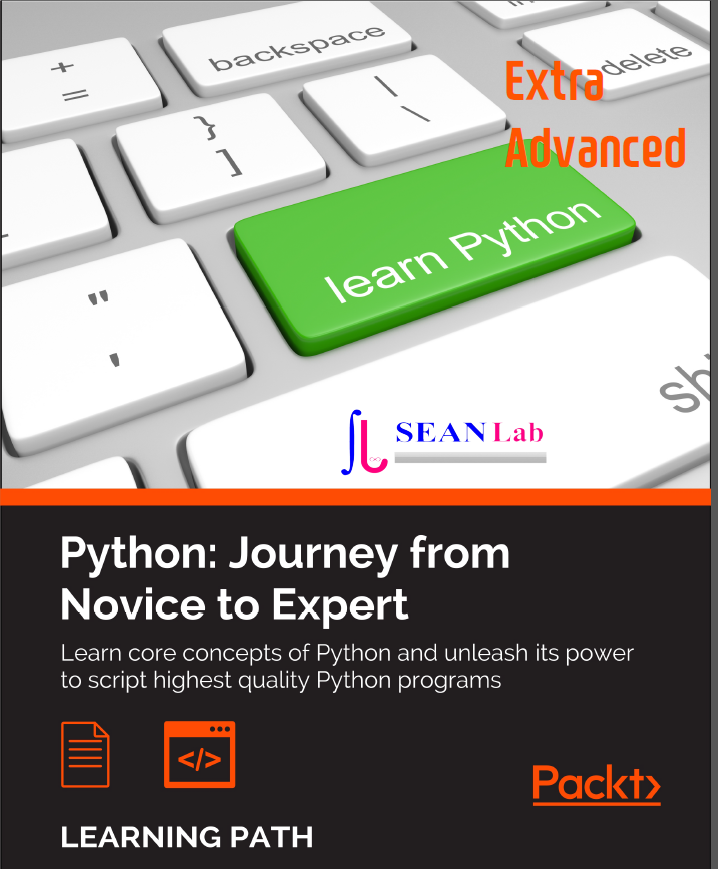 +
=
backspace
delete
}
]
|
\
Extra
Advanced
learn Python
"
'
SEAN Lab
Python: Journey from
Novice to Expert
Learn core concepts of Python and unleash its power
to script highest quality Python programs
</>
Packt>
LEARNING PATH